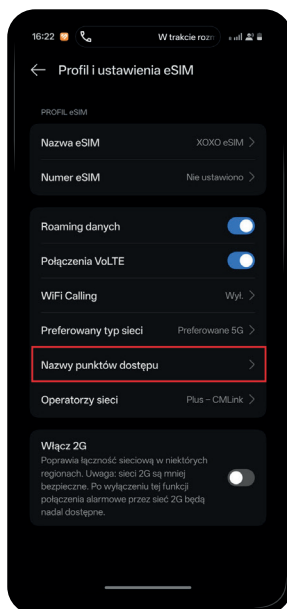 16:22 W trakcie rozm
Profil i ustawienia eSIM
PROFIL eSIM
Nazwa eSIM XOXO eSIM
Numer eSIM Nie ustawiono
Roaming danych
Połączenia VoLTE
WiFi Calling Wył.
Preferowany typ sieci Preferowane 5G
Nazwy punktów dostępu
Operatorzy sieci Plus – CMLink
Włącz 2G
Poprawia łączność sieciową w niektórych
regionach. Uwaga: sieci 2G są mniej
bezpieczne. Po wyłączeniu tej funkcji
połączenia alarmowe przez sieć 2G będą
nadal dostępne.